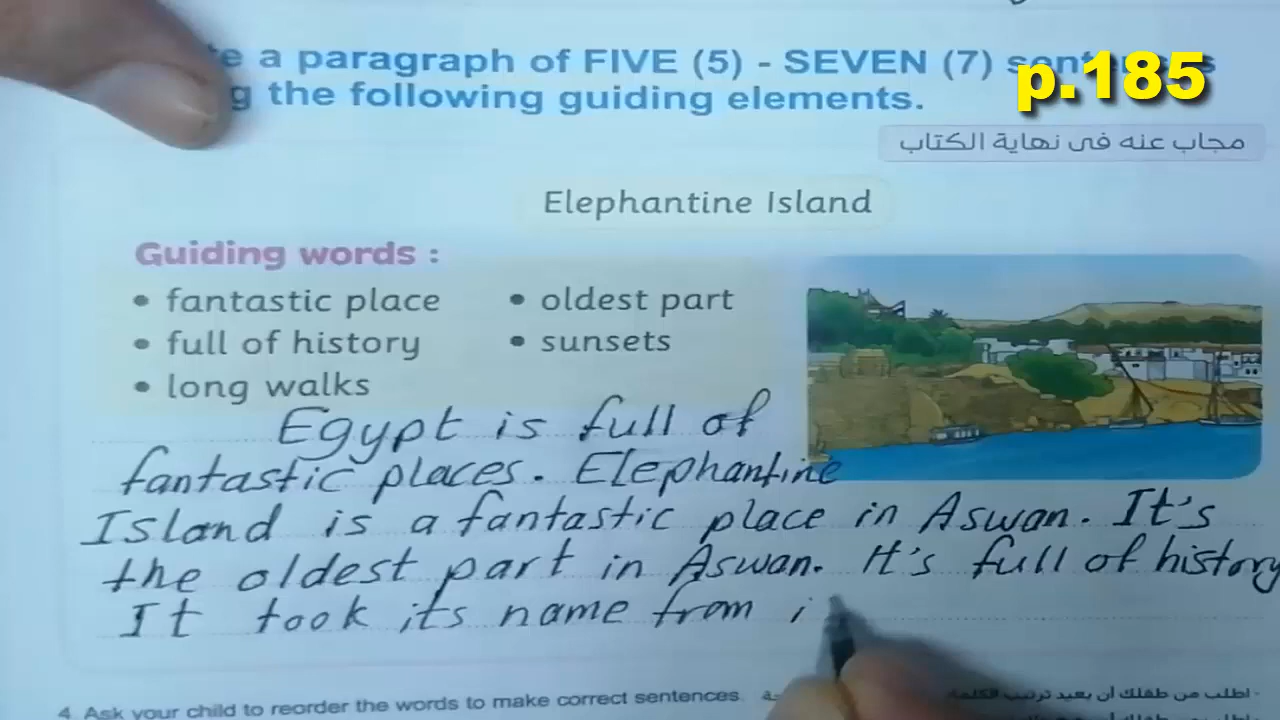 e a paragraph of FIVE (5) - SEVEN (7)
p.185
g the following guiding elements.
مجاب عنه فى نهاية الكتاب
Elephantine Island
Guiding words :
• fantastic place • oldest part
• full of history • sunsets
• long walks
Egypt is full of
fantastic places. Elephantine
Island is a fantastic place in Aswan. It's
the oldest part in Aswan. It's full of history
It took its name from i
4. Ask your child to reorder the words to make correct sentences.
- اطلب من طفلك أن يعيد ترتيب الكلمات